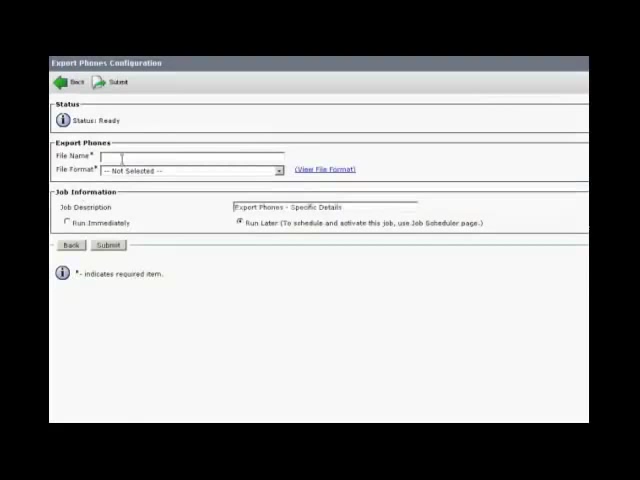 Export Phones Configuration
Back Submit
Status
Status: Ready
Export Phones
File Name*
File Format* -- Not Selected -- (View File Format)
Job Information
Job Description Export Phones - Specific Details
Run Immediately Run Later (To schedule and activate this job, use Job Scheduler page.)
Back Submit
*- indicates required item.